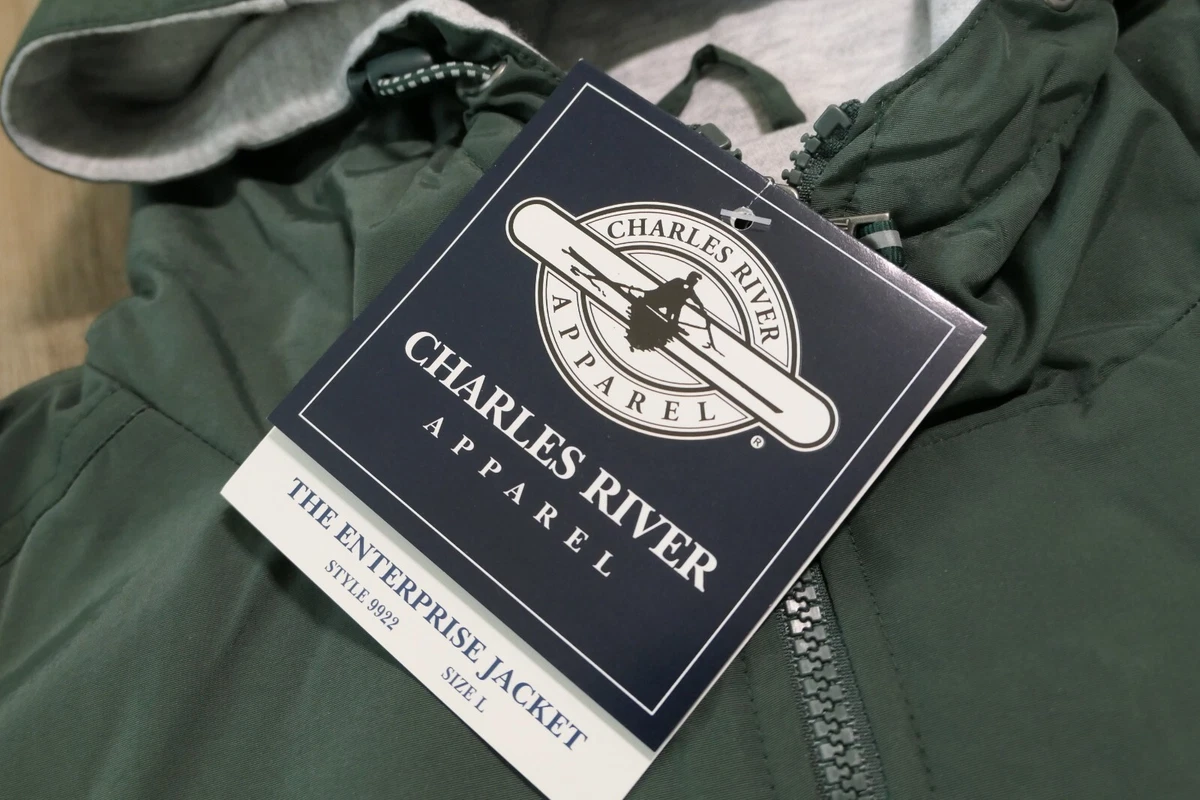 CHARLES RIVER
APPAREL
®
CHARLES RIVER
APPAREL
THE ENTERPRISE JACKET
STYLE 9922
SIZE L